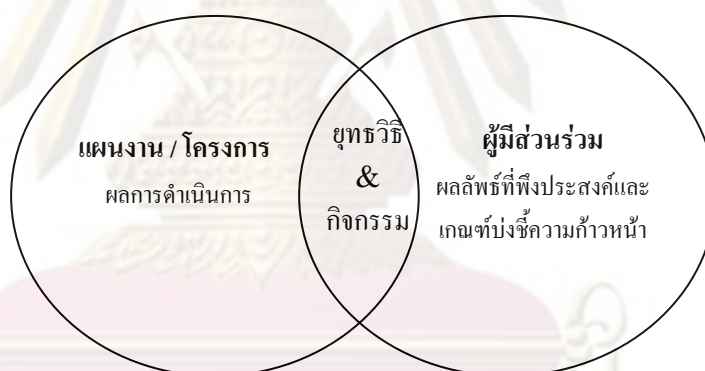 แผนงาน / โครงการ
ผลการดำเนินการ
ยุทธวิธี
&
กิจกรรม
ผู้มีส่วนร่วม
ผลลัพธ์ที่พึงประสงค์และ
เกณฑ์บ่งชี้ความก้าวหน้า